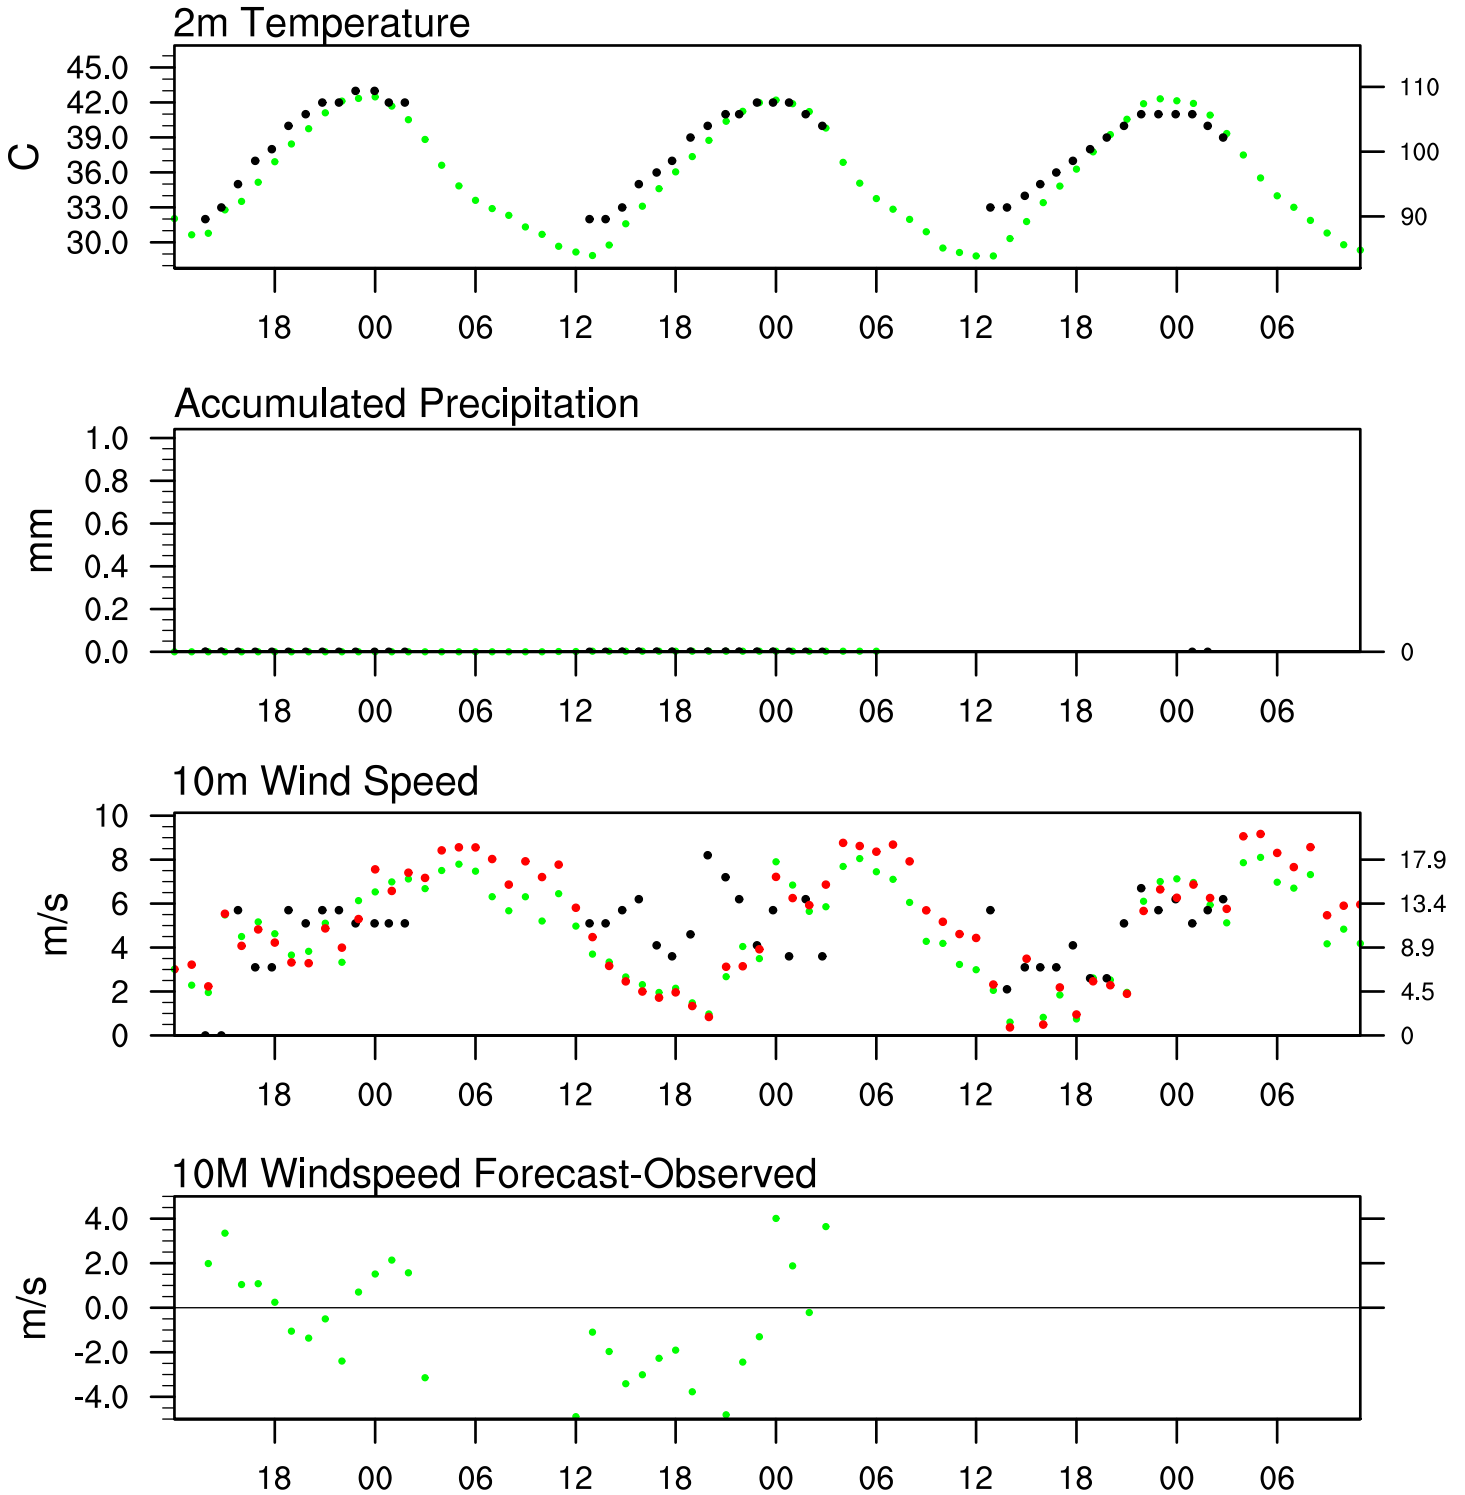 2m Temperature
45.0
42.0
39.0
36.0
33.0
30.0
C
110
100
90
18 00 06 12 18 00 06 12 18 00 06
Accumulated Precipitation
1.0
0.8
0.6
0.4
0.2
0.0
mm
0
18 00 06 12 18 00 06 12 18 00 06
10m Wind Speed
10
8
6
4
2
0
m/s
17.9
13.4
8.9
4.5
0
18 00 06 12 18 00 06 12 18 00 06
10M Windspeed Forecast-Observed
4.0
2.0
0.0
-2.0
-4.0
m/s
18 00 06 12 18 00 06 12 18 00 06